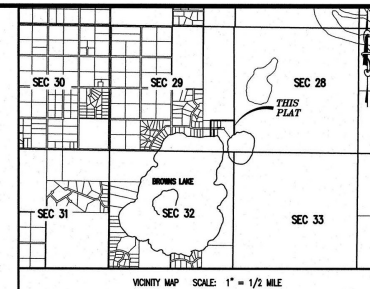 SEC 30
SEC 29
SEC 28
THIS
PLAT
BROWNS LAKE
SEC 31
SEC 32
SEC 33
VICINITY MAP SCALE: 1" = 1/2 MILE